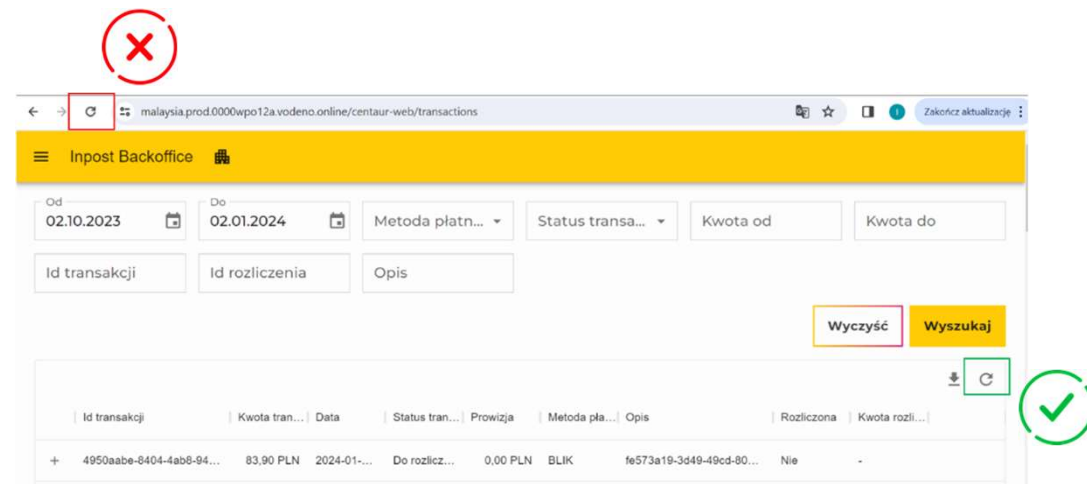 malaysia.prod.0000wpo12a.vodeno.online/centaur-web/transactions Zakończ aktualizację
Inpost Backoffice
Od Do
02.10.2023 02.01.2024 Metoda płatn... Status transa... Kwota od Kwota do
Id transakcji Id rozliczenia Opis
Wyczyść Wyszukaj
Id transakcji Kwota tran... Data Status tran... Prowizja Metoda pła... Opis Rozliczona Kwota rozli...
+ 4950aabe-8404-4ab8-94... 83,90 PLN 2024-01-... Do rozlicz... 0,00 PLN BLIK fe573a19-3d49-49cd-80... Nie -